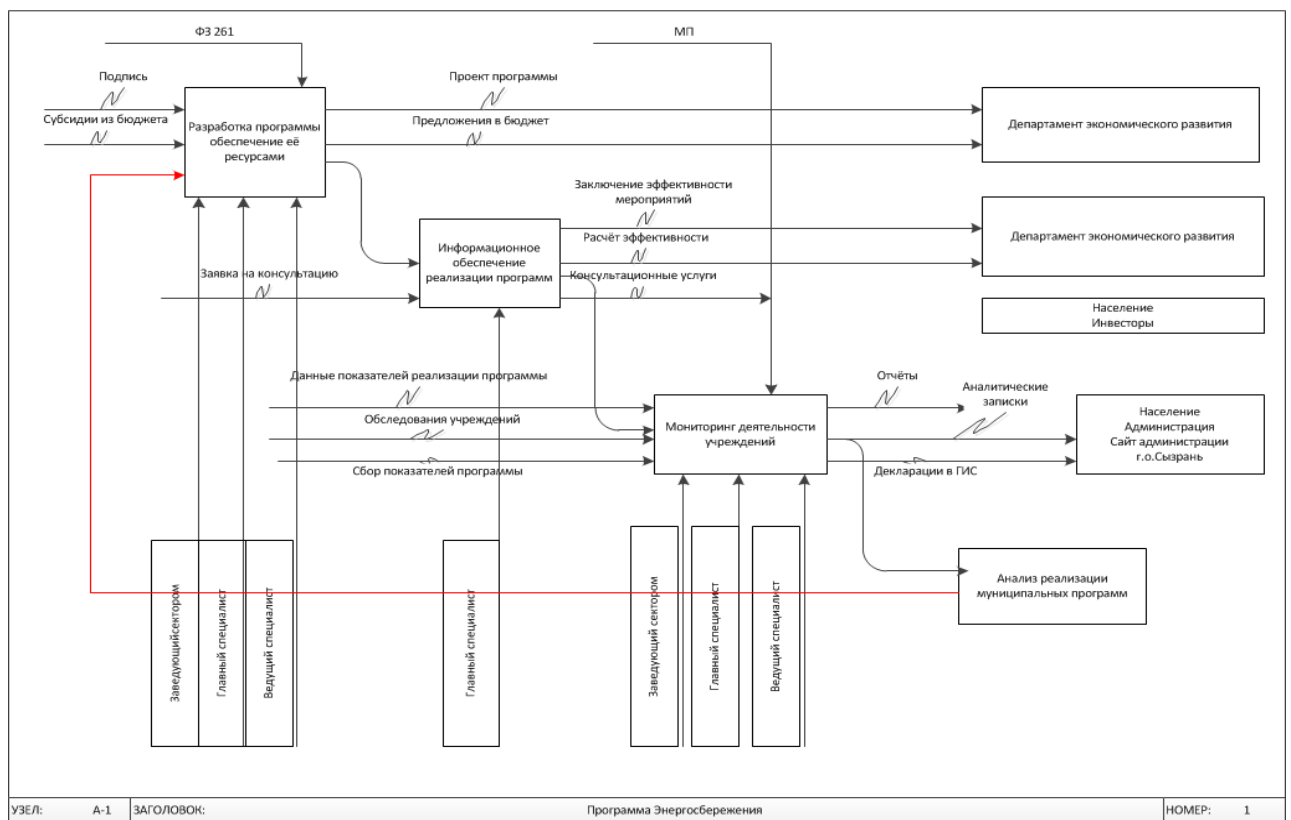 ФЗ 261
МП
Подпись
Проект программы
Субсидии из бюджета
Предложения в бюджет
Разработка программы
обеспечение её
ресурсами
Департамент экономического развития
Заключение эффективности
мероприятий
Расчёт эффективности
Информационное
обеспечение
реализации программ
Департамент экономического развития
Заявка на консультацию
Консультационные услуги
Население
Инвесторы
Данные показателей реализации программы
Отчёты
Аналитические
записки
Обследования учреждений
Мониторинг деятельности
учреждений
Население
Администрация
Сайт администрации
г.о.Сызрань
Сбор показателей программы
Декларации в ГИС
Анализ реализации
муниципальных программ
Заведующийсектором
Главный специалист
Ведущий специалист
Главный специалист
Заведующий сектором
Главный специалист
Ведущий специалист
УЗЕЛ: А-1 ЗАГОЛОВОК: Программа Энергосбережения НОМЕР: 1